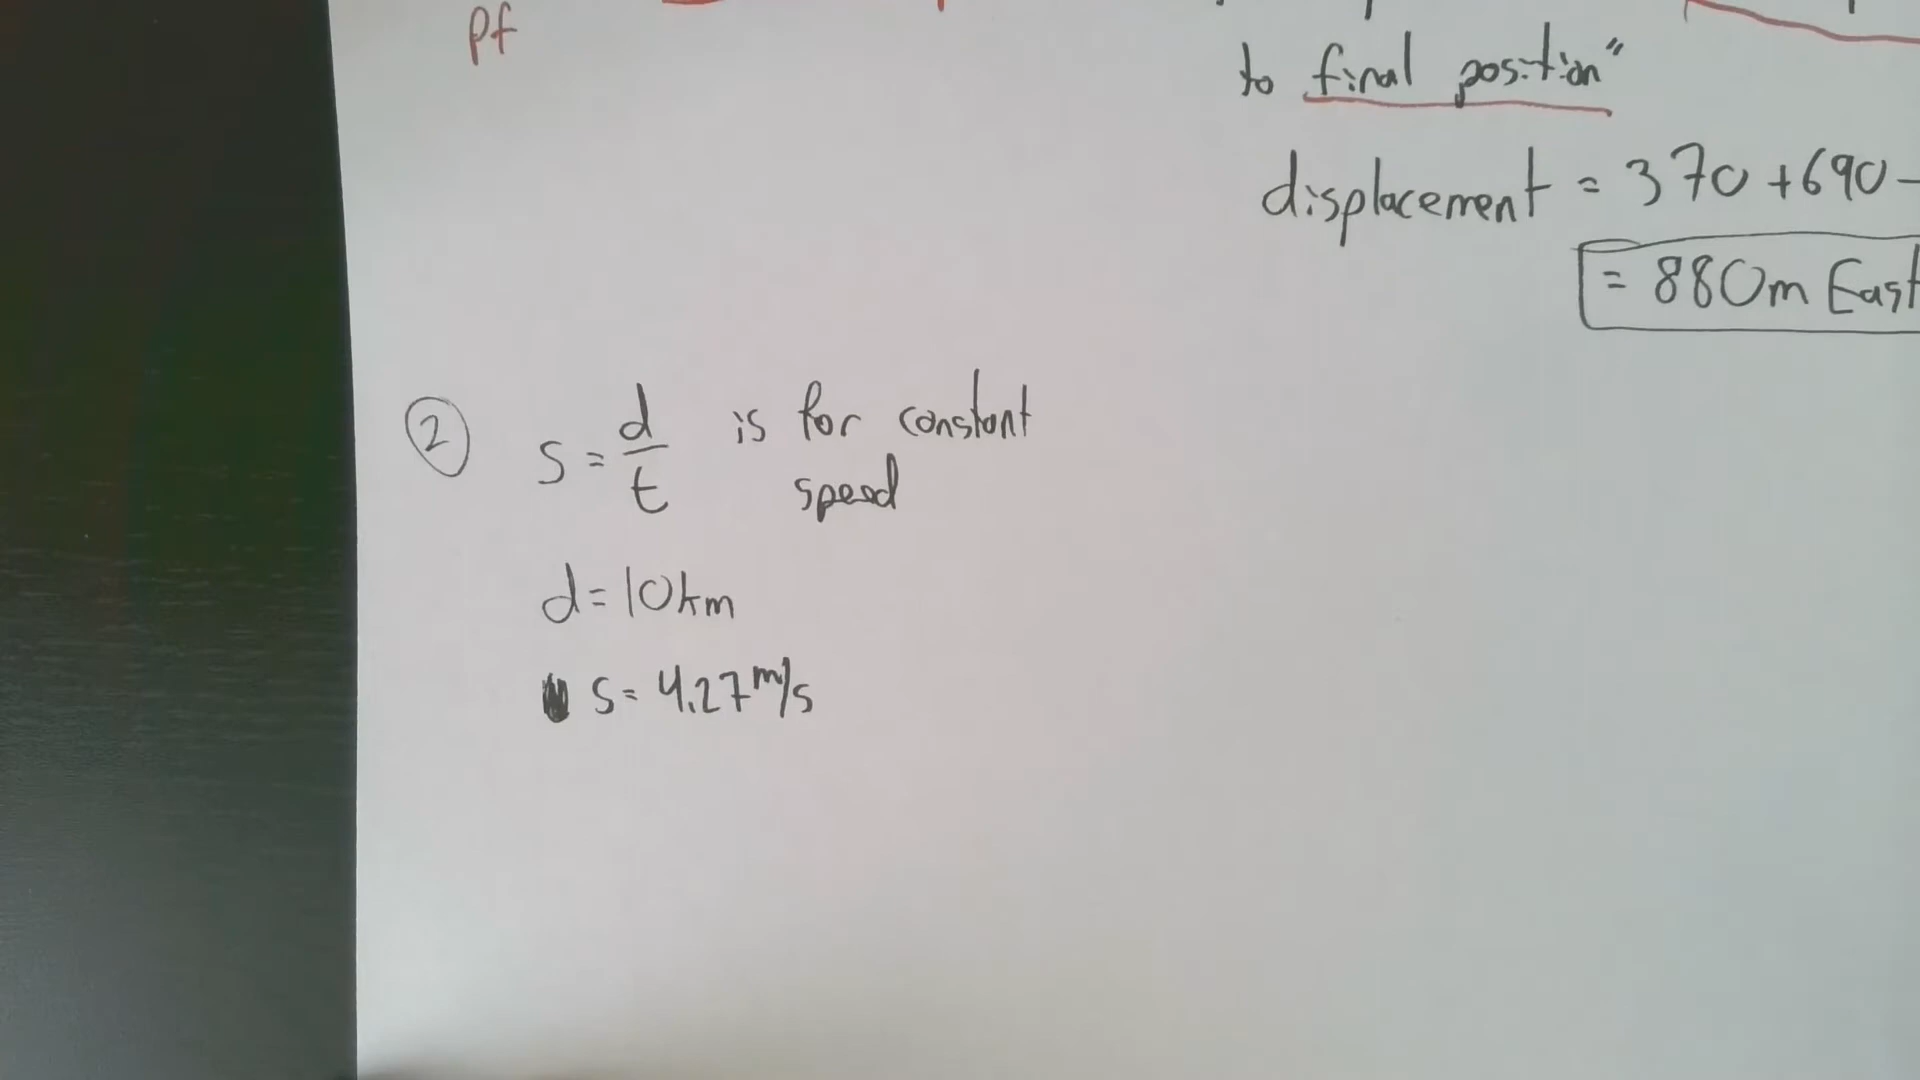 pf
to final position"
displacement = 370 +690 -
= 880m East
② s = d/t is for constant
speed
d = 10km
s = 4.27 m/s